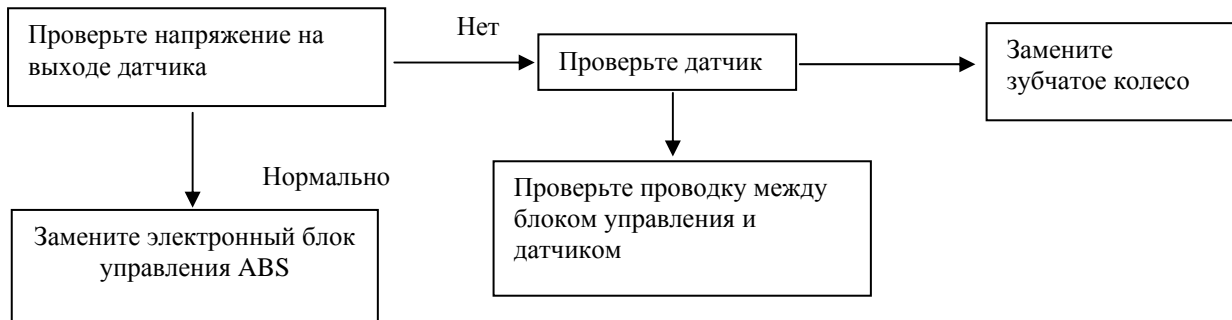 Проверьте напряжение на
выходе датчика
Нет
Проверьте датчик
Замените
зубчатое колесо
Нормально
Проверьте проводку между
блоком управления и
датчиком
Замените электронный блок
управления ABS